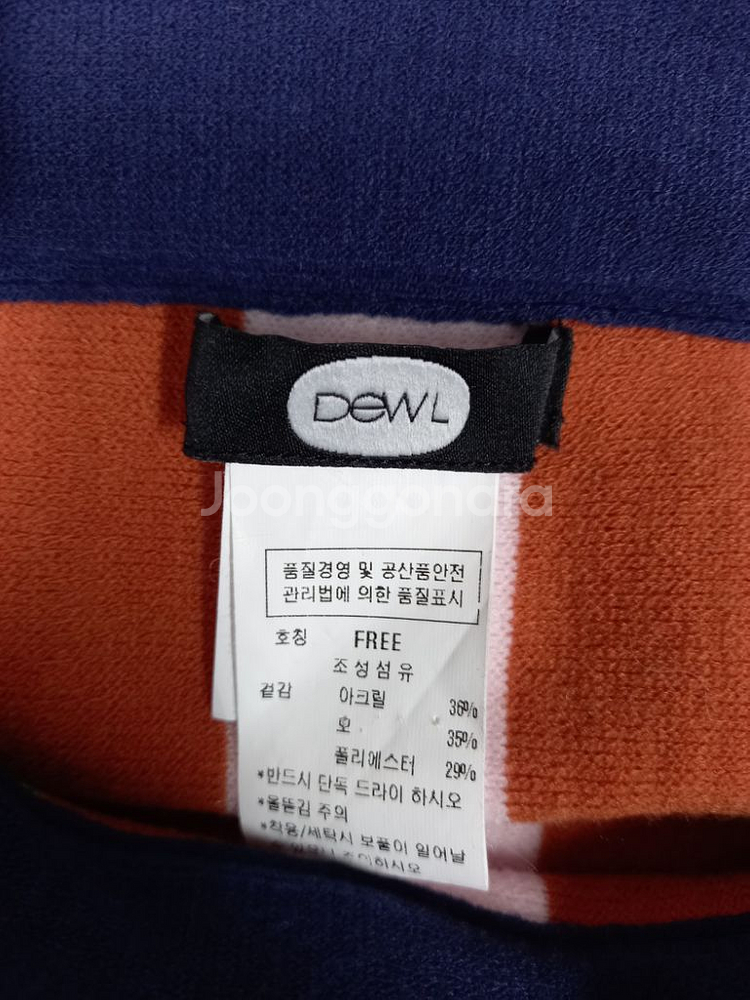 DEWL
Joonggonara
품질경영 및 공산품안전
관리법에 의한 품질표시
호칭 FREE
조성섬유
겉감 아크릴 36%
모 35%
폴리에스터 29%
*반드시 단독 드라이 하시오
*올뜯김 주의
*착용/세탁시 보풀이 일어날